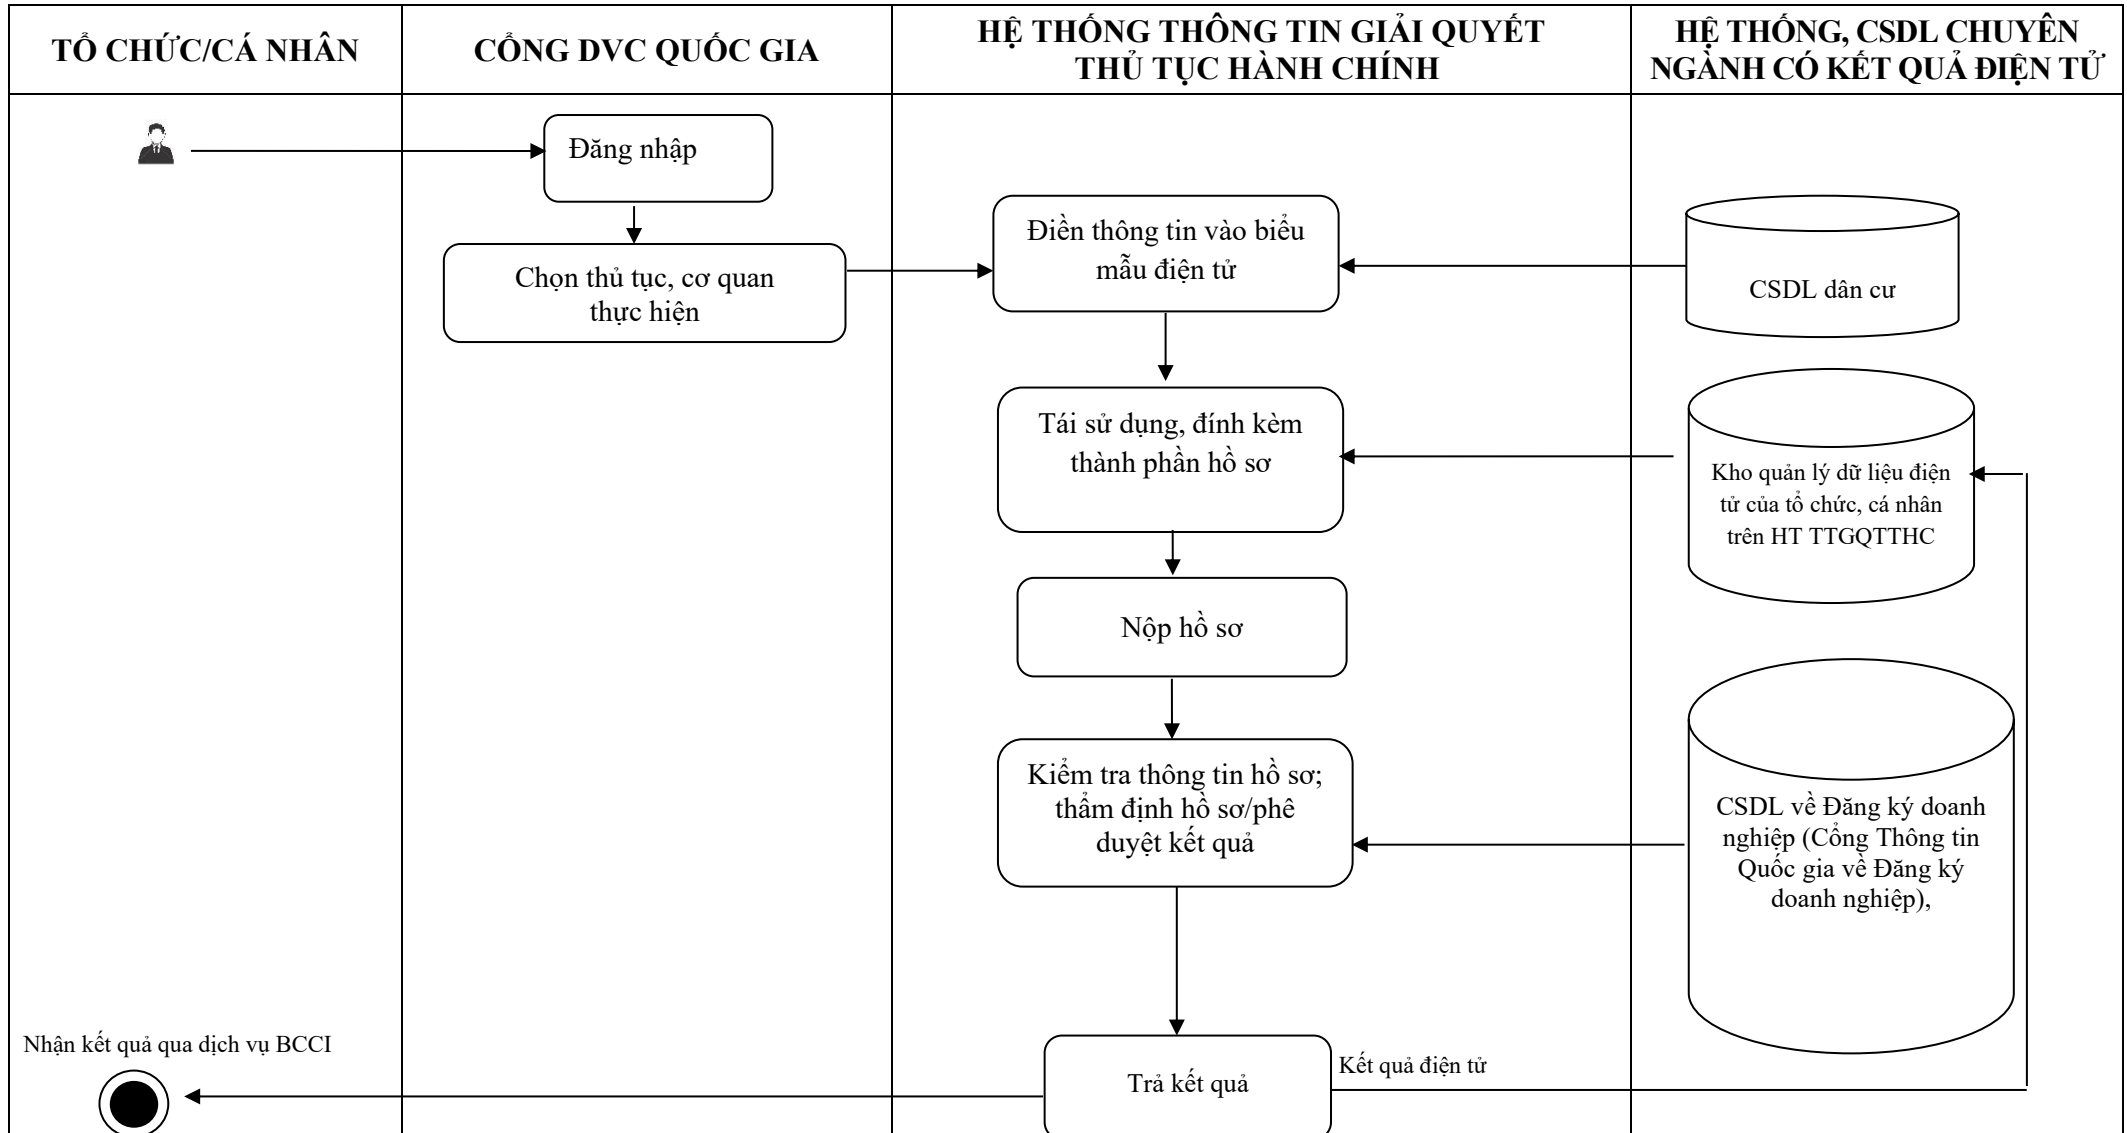 TỔ CHỨC/CÁ NHÂN
CỔNG DVC QUỐC GIA
HỆ THỐNG THÔNG TIN GIẢI QUYẾT
THỦ TỤC HÀNH CHÍNH
HỆ THỐNG, CSDL CHUYÊN
NGÀNH CÓ KẾT QUẢ ĐIỆN TỬ
Đăng nhập
Chọn thủ tục, cơ quan
thực hiện
Điền thông tin vào biểu
mẫu điện tử
CSDL dân cư
Tái sử dụng, đính kèm
thành phần hồ sơ
Kho quản lý dữ liệu điện
tử của tổ chức, cá nhân
trên HT TTGQTTHC
Nộp hồ sơ
Kiểm tra thông tin hồ sơ;
thẩm định hồ sơ/phê
duyệt kết quả
CSDL về Đăng ký doanh
nghiệp (Cổng Thông tin
Quốc gia về Đăng ký
doanh nghiệp),
Nhận kết quả qua dịch vụ BCCI
Trả kết quả
Kết quả điện tử